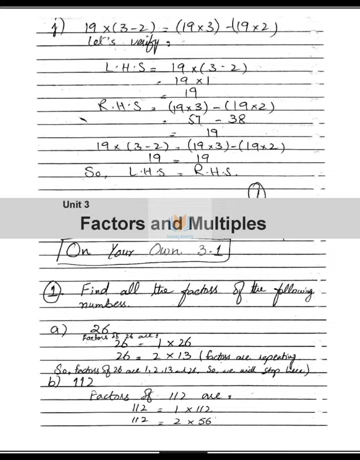 j) 19 × (3-2) = (19×3) - (19×2)
Let's verify:
L.H.S = 19 × (3-2)
= 19 × 1
= 19
R.H.S = (19×3) - (19×2)
= 57 - 38
= 19
19 × (3-2) = (19×3) - (19×2)
19 = 19
So, L.H.S = R.H.S.
Unit 3
Factors and Multiples
On Your Own 3.1
1. Find all the factors of the following
numbers.
a) 26
Factors of 26 are:
26 = 1 × 26
26 = 2 × 13 (factors are repeating
So, factors of 26 are 1, 2, 13 and 26. So, we will stop here)
b) 112
Factors of 112 are:
112 = 1 × 112
112 = 2 × 56